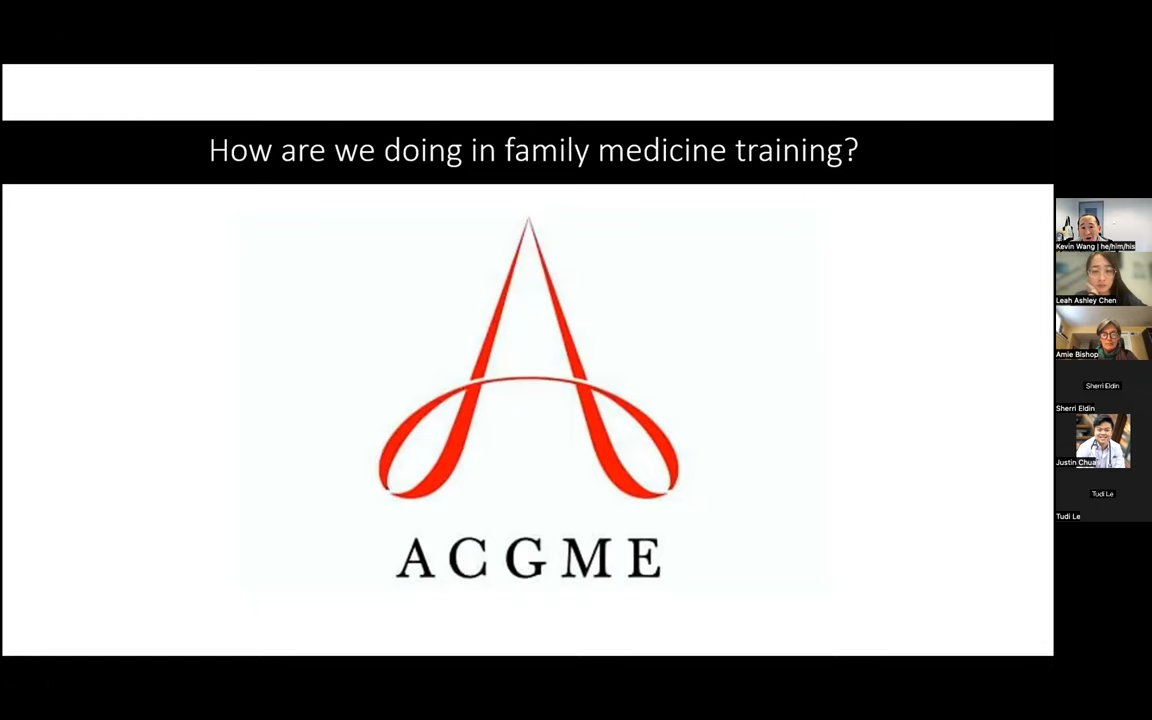 How are we doing in family medicine training?
ACGME
Kevin Wang | he/him/his
Leah Ashley Chen
Amie Bishop
Sherri Eldin
Sherri Eldin
Justin Chua
Tudi Le
Tudi Le